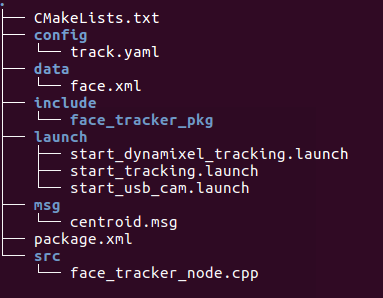 .
├── CMakeLists.txt
├── config
│   └── track.yaml
├── data
│   └── face.xml
├── include
│   └── face_tracker_pkg
├── launch
│   ├── start_dynamixel_tracking.launch
│   ├── start_tracking.launch
│   └── start_usb_cam.launch
├── msg
│   └── centroid.msg
├── package.xml
└── src
    └── face_tracker_node.cpp